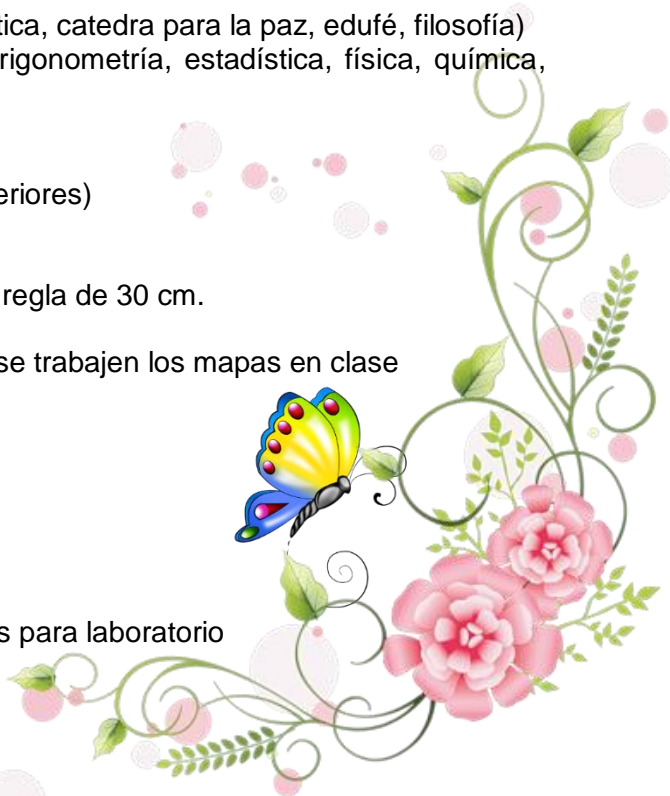 tica, catedra para la paz, edufé, filosofía)
rigonometría, estadística, física, química,
eriores)
regla de 30 cm.
se trabajen los mapas en clase
s para laboratorio